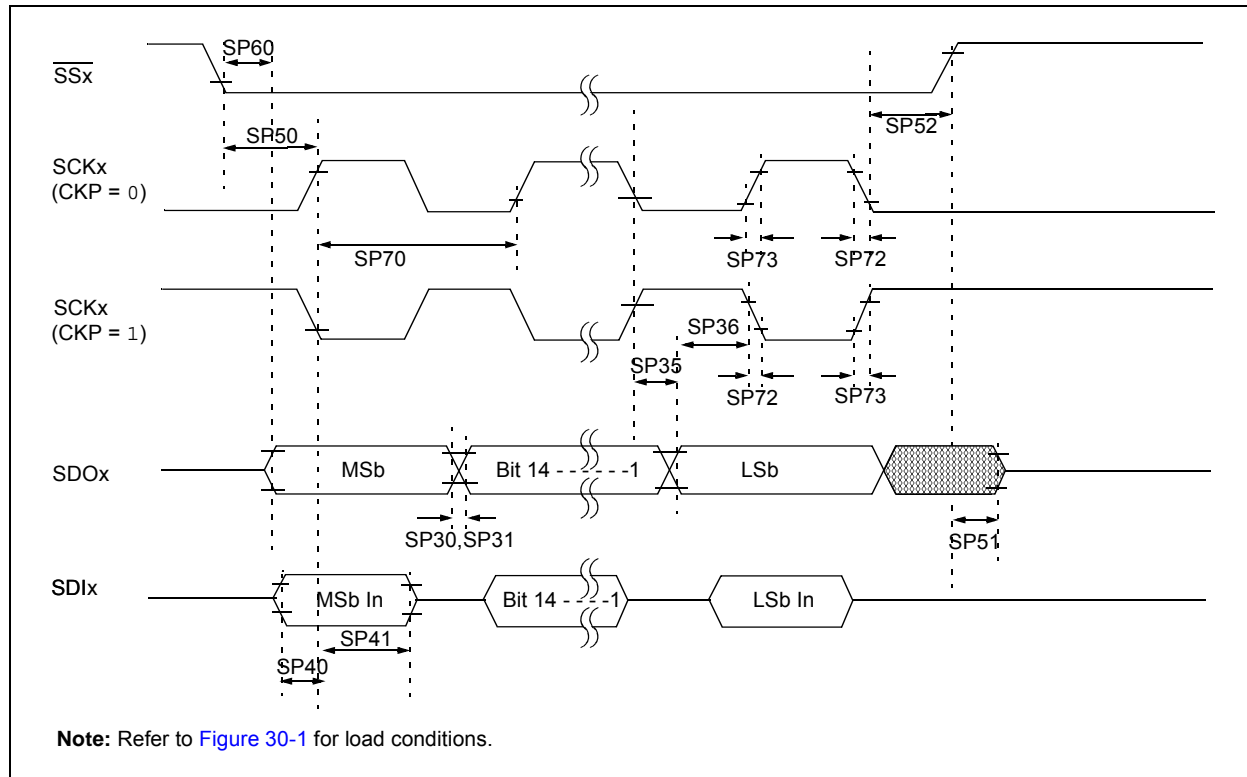 SP60
SSx
SP52
SP50
SCKx
(CKP = 0)
SP70
SP73
SP72
SCKx
(CKP = 1)
SP36
SP35
SP72
SP73
SDOx
MSb
Bit 14 - - - - - -1
LSb
SP30,SP31
SP51
SDIx
MSb In
Bit 14 - - - -1
LSb In
SP41
SP40
Note: Refer to Figure 30-1 for load conditions.